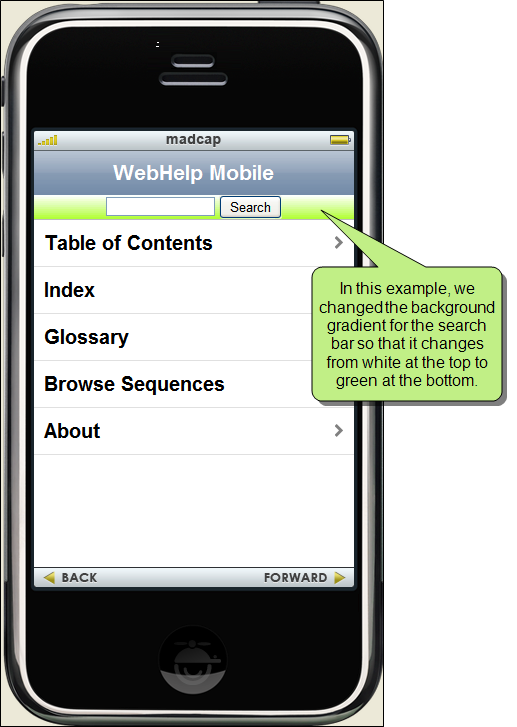 madcap
WebHelp Mobile
Search
Table of Contents
Index
Glossary
Browse Sequences
About
BACK FORWARD
In this example, we
changed the background
gradient for the search
bar so that it changes
from white at the top to
green at the bottom.